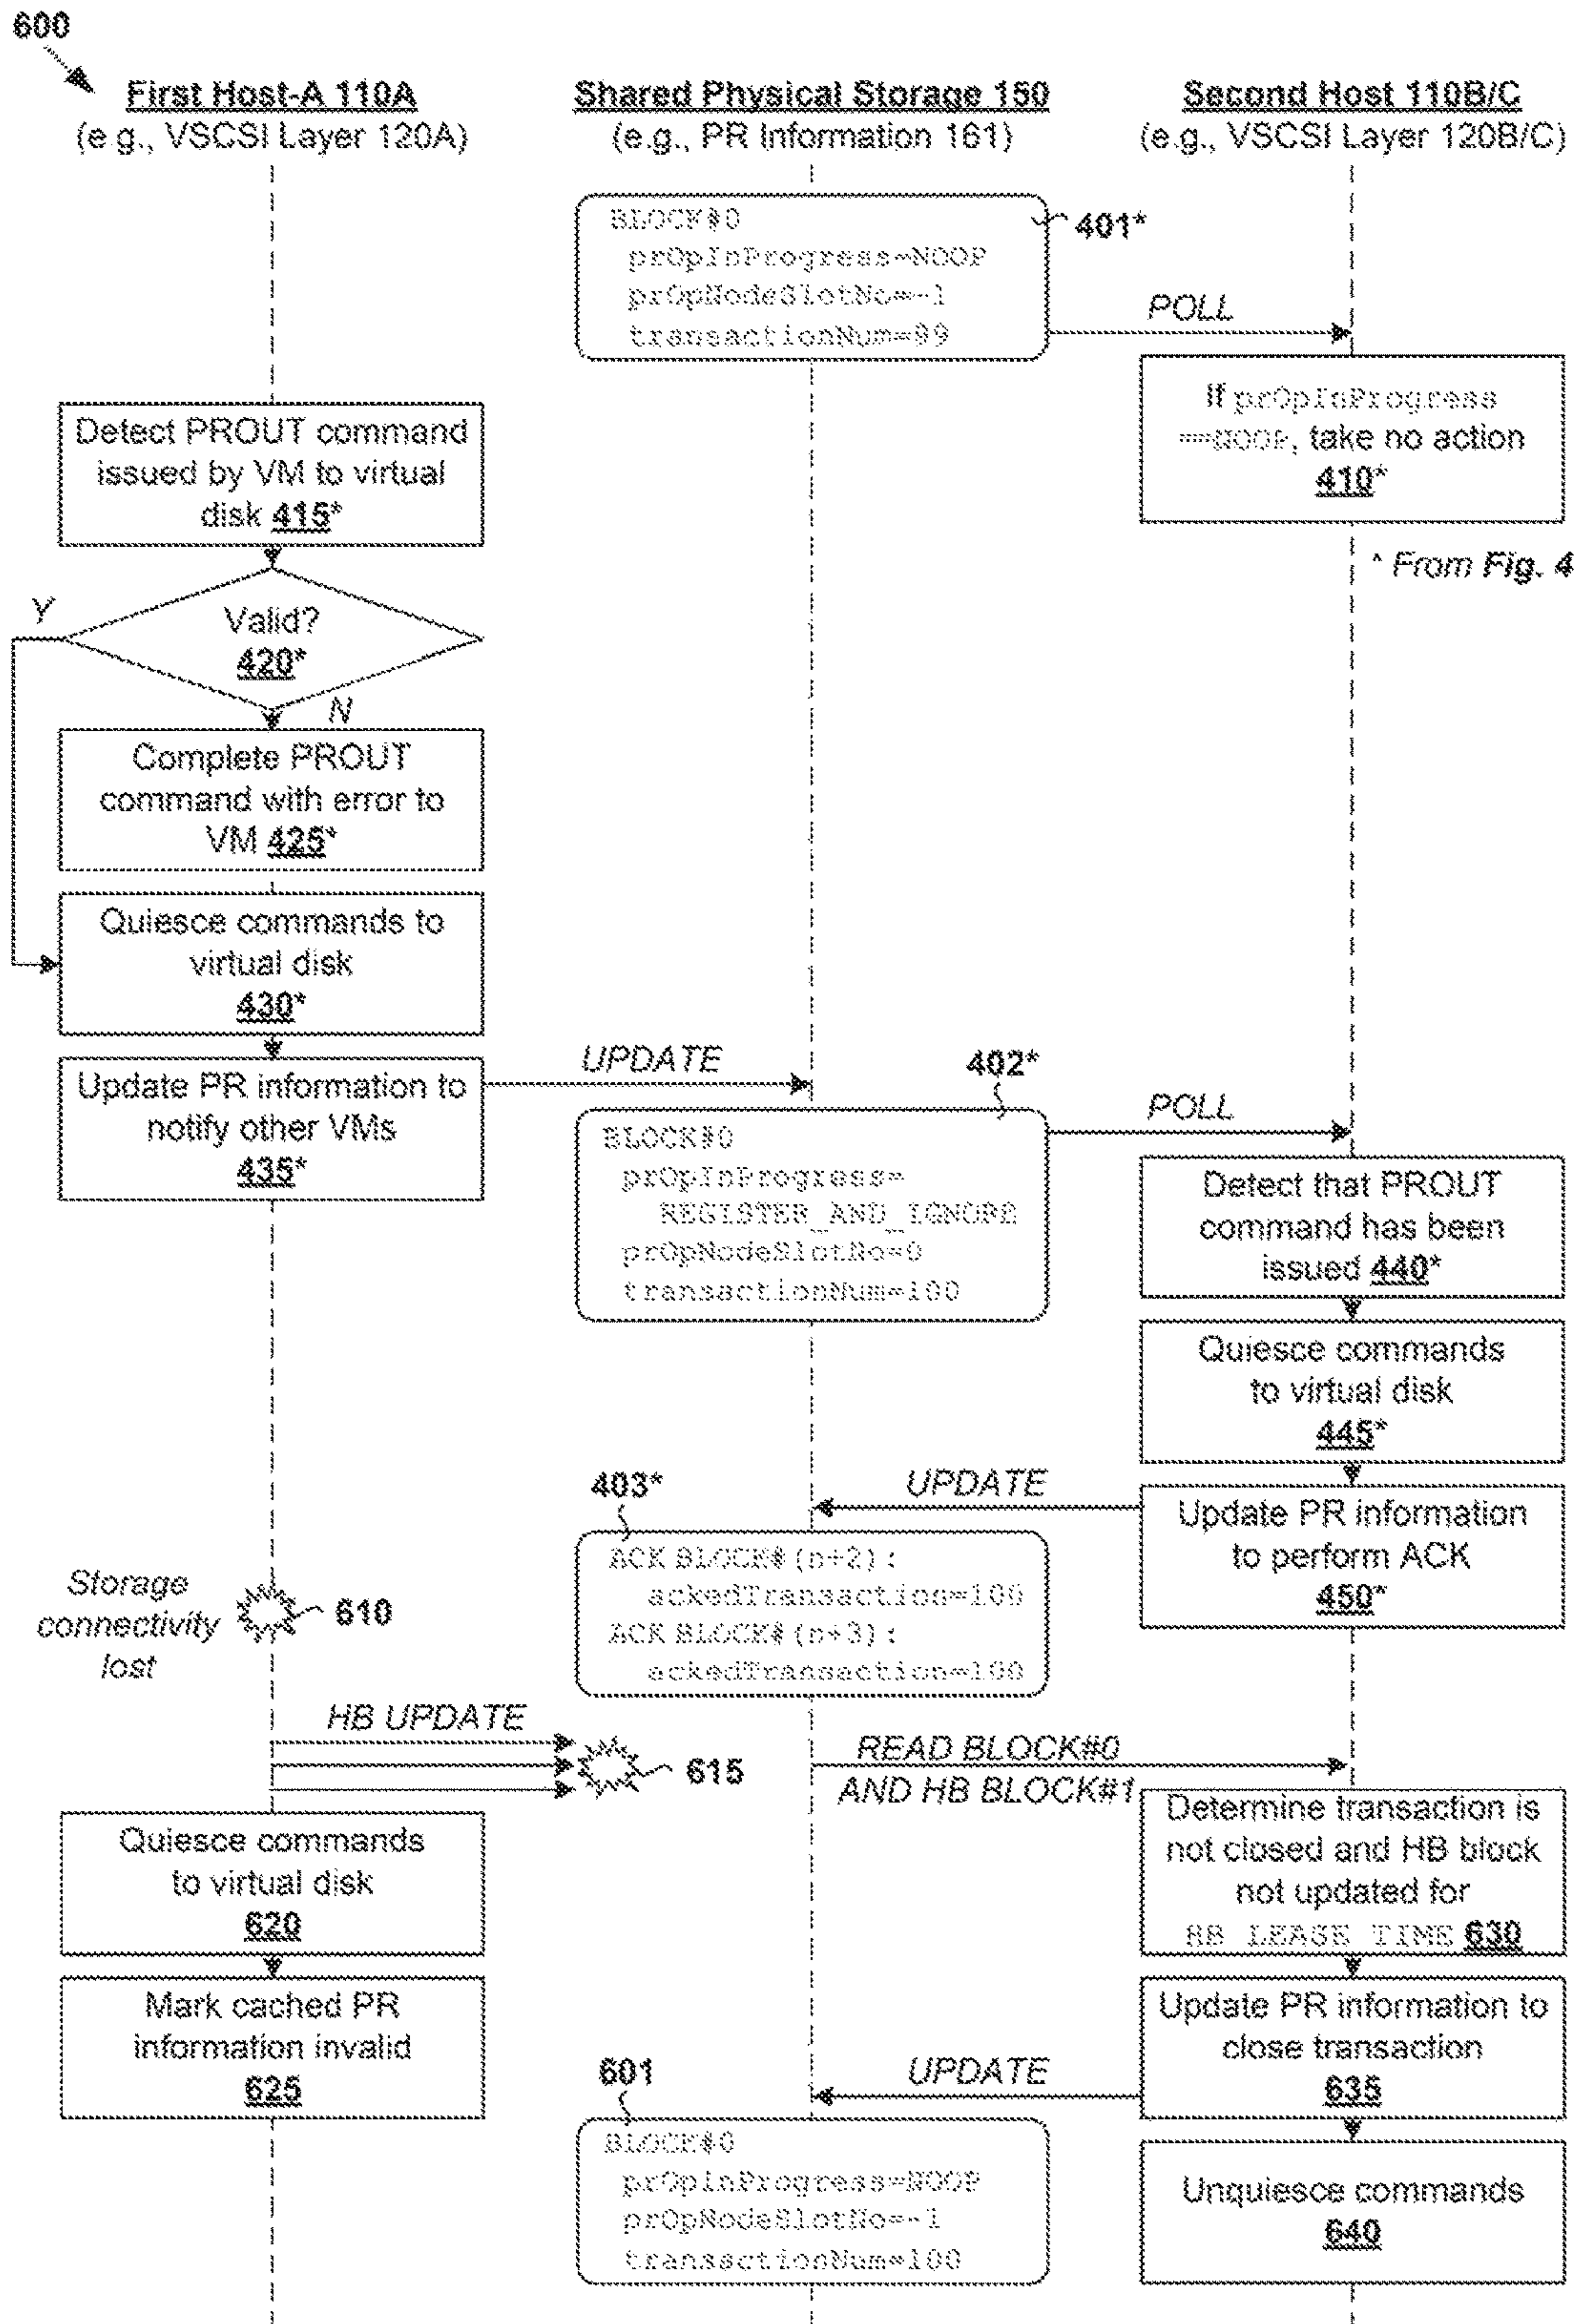 600
First Host-A 110A
(e.g., VSCSI Layer 120A)
Shared Physical Storage 150
(e.g., PR Information 161)
Second Host 110B/C
(e.g., VSCSI Layer 120B/C)
BLOCK#0
prOpInProgress=NOOP
prOpNodeSlotNo=-1
transactionNum=99
401*
POLL
If prOpInProgress
==NOOP, take no action
410*
* From Fig. 4
Detect PROUT command
issued by VM to virtual
disk 415*
Y
Valid?
420*
N
Complete PROUT
command with error to
VM 425*
Quiesce commands to
virtual disk
430*
Update PR information to
notify other VMs
435*
UPDATE
402*
BLOCK#0
prOpInProgress=
REGISTER_AND_IGNORE
prOpNodeSlotNo=0
transactionNum=100
POLL
Detect that PROUT
command has been
issued 440*
Quiesce commands
to virtual disk
445*
Update PR information
to perform ACK
450*
UPDATE
403*
ACK BLOCK#(n+2):
ackedTransaction=100
ACK BLOCK#(n+3):
ackedTransaction=100
Storage
connectivity
lost
610
HB UPDATE
615
READ BLOCK#0
AND HB BLOCK#1
Quiesce commands
to virtual disk
620
Mark cached PR
information invalid
625
Determine transaction is
not closed and HB block
not updated for
HB LEASE TIME 630
Update PR information to
close transaction
635
UPDATE
601
BLOCK#0
prOpInProgress=NOOP
prOpNodeSlotNo=-1
transactionNum=100
Unquiesce commands
640